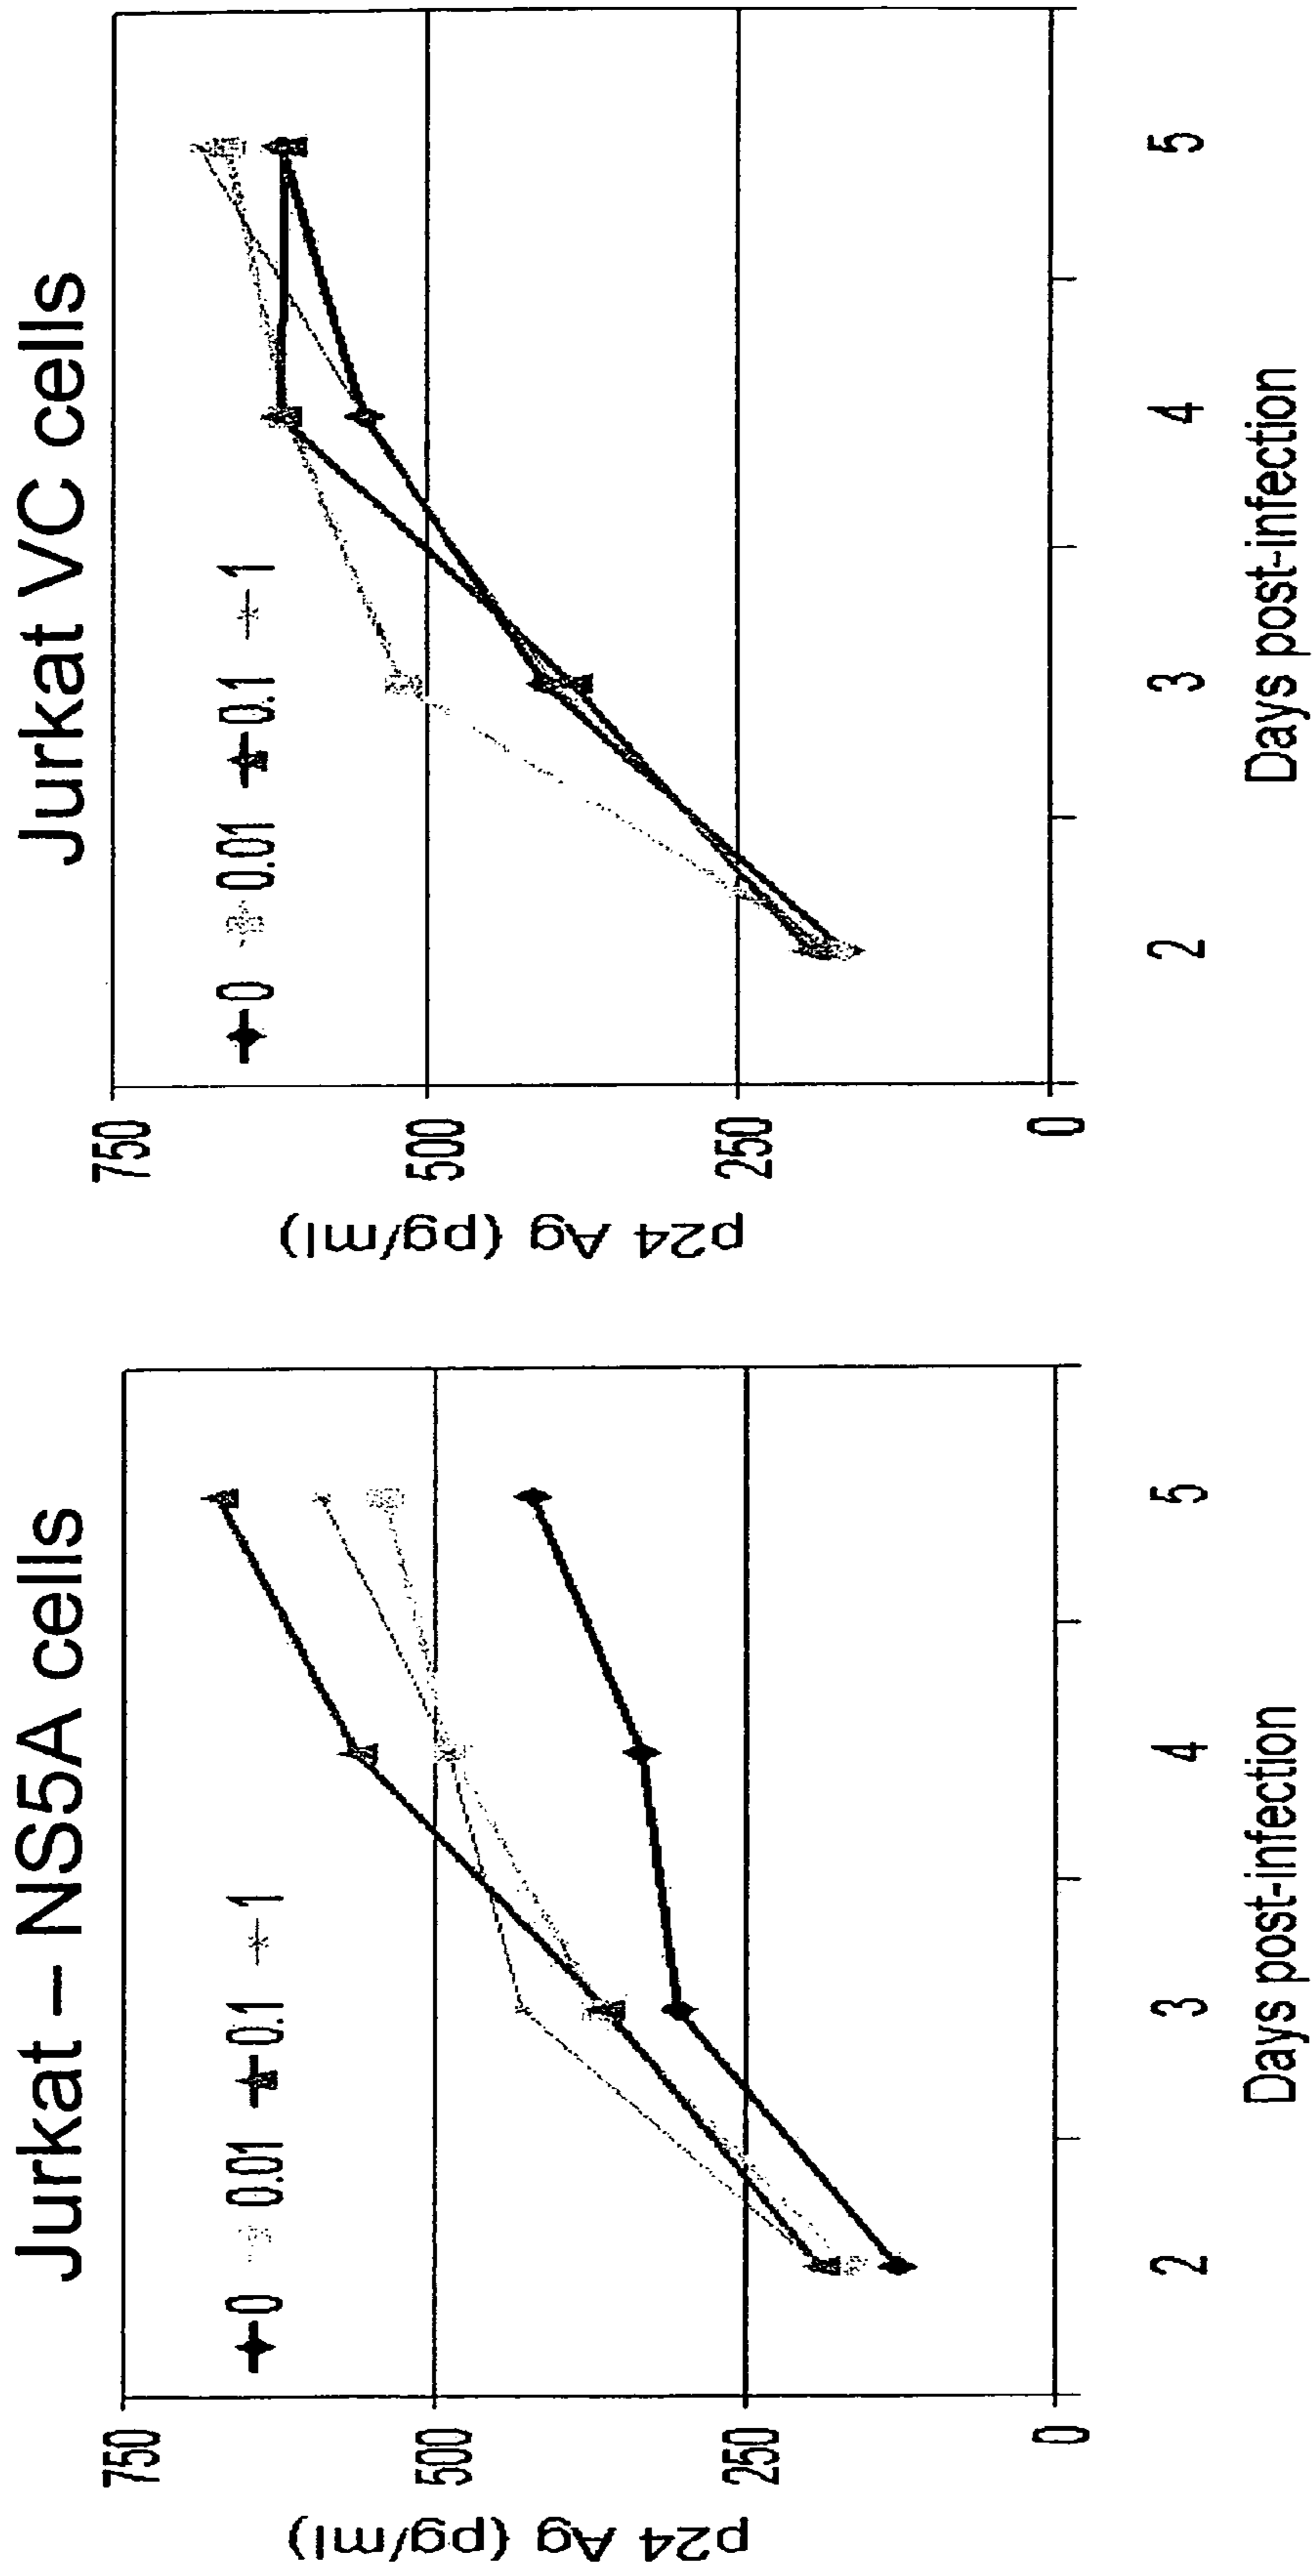 Jurkat – NS5A cells
0 0.01 0.1 1
750
500
250
0
p24 Ag (pg/ml)
2 3 4 5
Days post-infection
Jurkat VC cells
0 0.01 0.1 1
750
500
250
0
p24 Ag (pg/ml)
2 3 4 5
Days post-infection